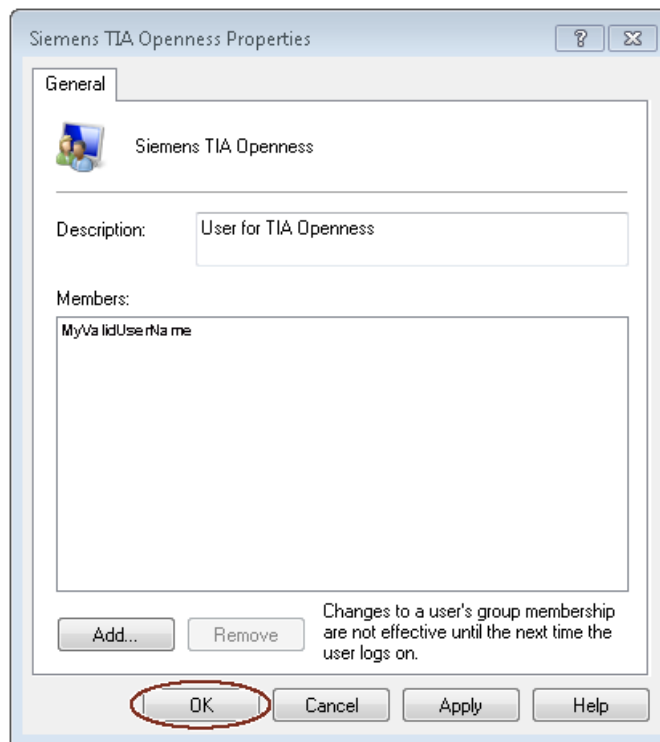 Siemens TIA Openness Properties
General
Siemens TIA Openness
Description:
User for TIA Openness
Members:
MyValidUserName
Add...
Remove
Changes to a user's group membership
are not effective until the next time the
user logs on.
OK
Cancel
Apply
Help